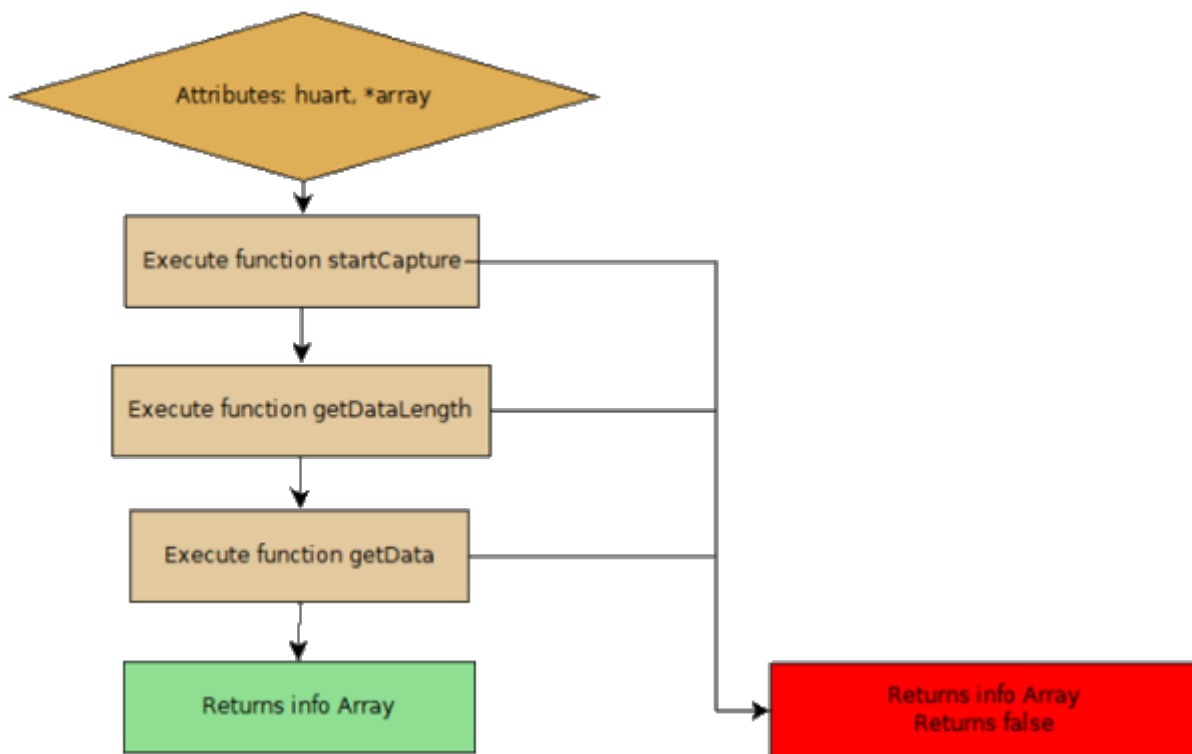 Attributes: huart, *array
Execute function startCapture
Execute function getDataLength
Execute function getData
Returns info Array
Returns info Array
Returns false